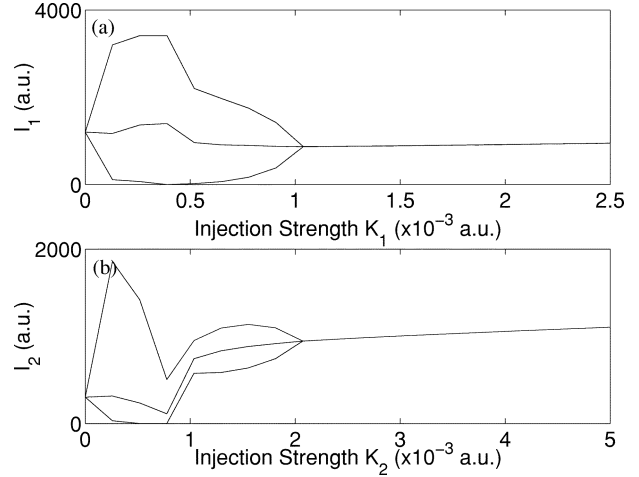 4000
(a)
I₁ (a.u.)
0
0 0.5 1 1.5 2 2.5
Injection Strength K₁ (x10⁻³ a.u.)
2000
(b)
I₂ (a.u.)
0
0 1 2 3 4 5
Injection Strength K₂ (x10⁻³ a.u.)